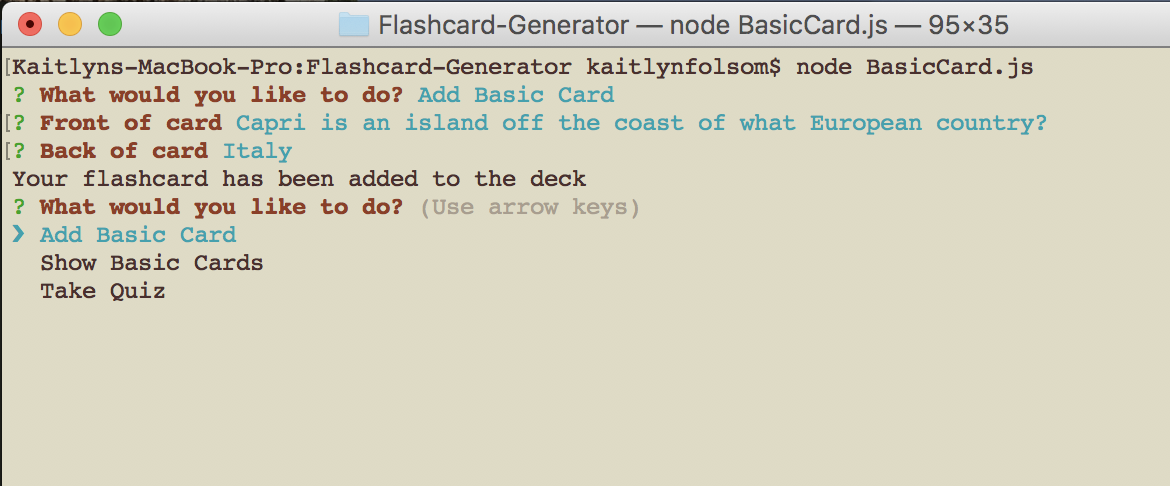 Flashcard-Generator — node BasicCard.js — 95×35
[Kaitlyns-MacBook-Pro:Flashcard-Generator kaitlynfolsom$ node BasicCard.js
? What would you like to do? Add Basic Card
[? Front of card Capri is an island off the coast of what European country?
[? Back of card Italy
Your flashcard has been added to the deck
? What would you like to do? (Use arrow keys)
❯ Add Basic Card
Show Basic Cards
Take Quiz